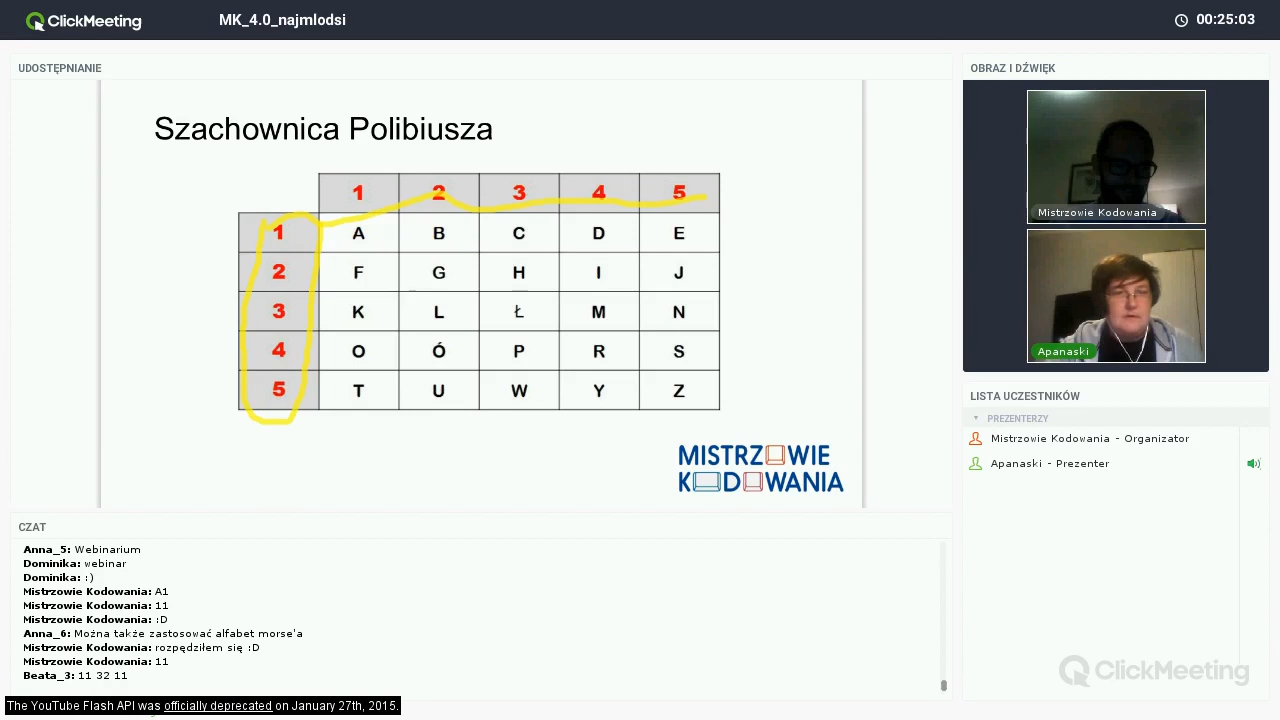 ClickMeeting MK_4.0_najmlodsi 00:25:03
UDOSTĘPNIANIE
Szachownica Polibiusza
1 2 3 4 5
1 A B C D E
2 F G H I J
3 K L Ł M N
4 O Ó P R S
5 T U W Y Z
MISTRZOWIE
KODOWANIA
CZAT
Anna_5: Webinarium
Dominika: webinar
Dominika: :)
Mistrzowie Kodowania: A1
Mistrzowie Kodowania: 11
Mistrzowie Kodowania: :D
Anna_6: Można także zastosować alfabet morse'a
Mistrzowie Kodowania: rozpędziłem się :D
Mistrzowie Kodowania: 11
Beata_3: 11 32 11
The YouTube Flash API was officially deprecated on January 27th, 2015.
OBRAZ I DŹWIĘK
Mistrzowie Kodowania
Apanaski
LISTA UCZESTNIKÓW
PREZENTERZY
Mistrzowie Kodowania - Organizator
Apanaski - Prezenter
ClickMeeting